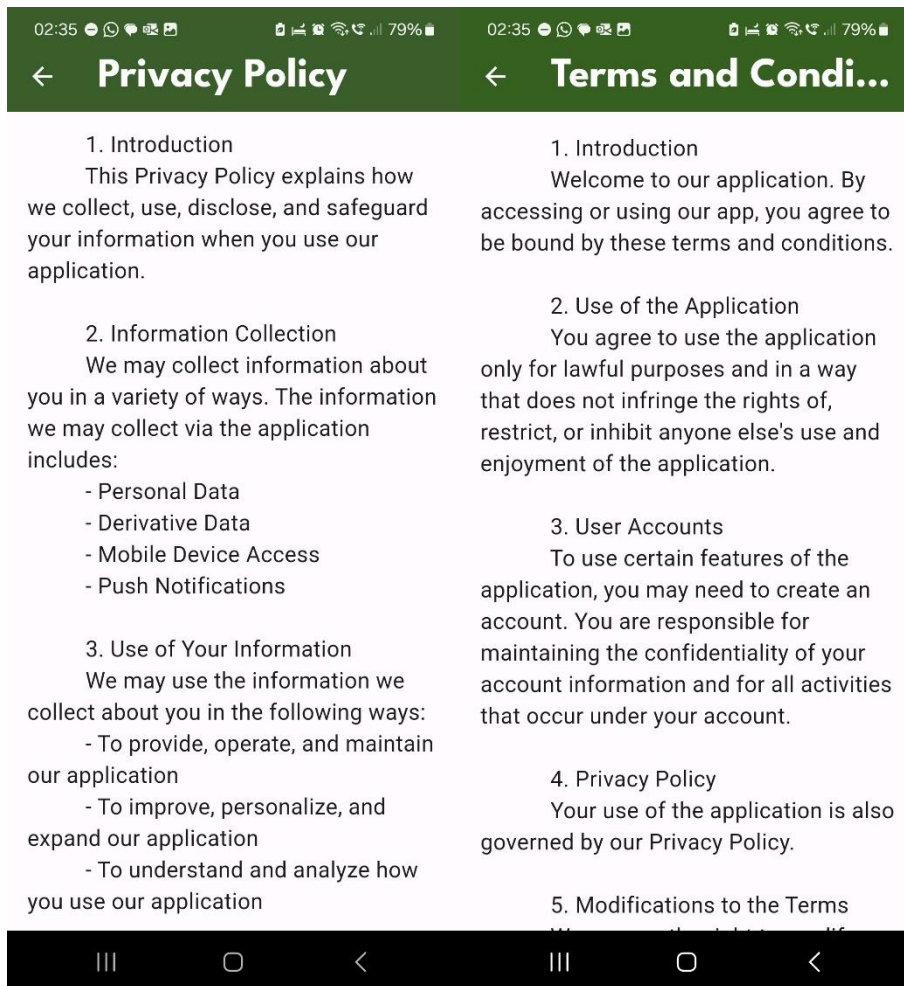 02:35
79%
Privacy Policy
1. Introduction
This Privacy Policy explains how
we collect, use, disclose, and safeguard
your information when you use our
application.
2. Information Collection
We may collect information about
you in a variety of ways. The information
we may collect via the application
includes:
- Personal Data
- Derivative Data
- Mobile Device Access
- Push Notifications
3. Use of Your Information
We may use the information we
collect about you in the following ways:
- To provide, operate, and maintain
our application
- To improve, personalize, and
expand our application
- To understand and analyze how
you use our application
02:35
79%
Terms and Condi...
1. Introduction
Welcome to our application. By
accessing or using our app, you agree to
be bound by these terms and conditions.
2. Use of the Application
You agree to use the application
only for lawful purposes and in a way
that does not infringe the rights of,
restrict, or inhibit anyone else's use and
enjoyment of the application.
3. User Accounts
To use certain features of the
application, you may need to create an
account. You are responsible for
maintaining the confidentiality of your
account information and for all activities
that occur under your account.
4. Privacy Policy
Your use of the application is also
governed by our Privacy Policy.
5. Modifications to the Terms